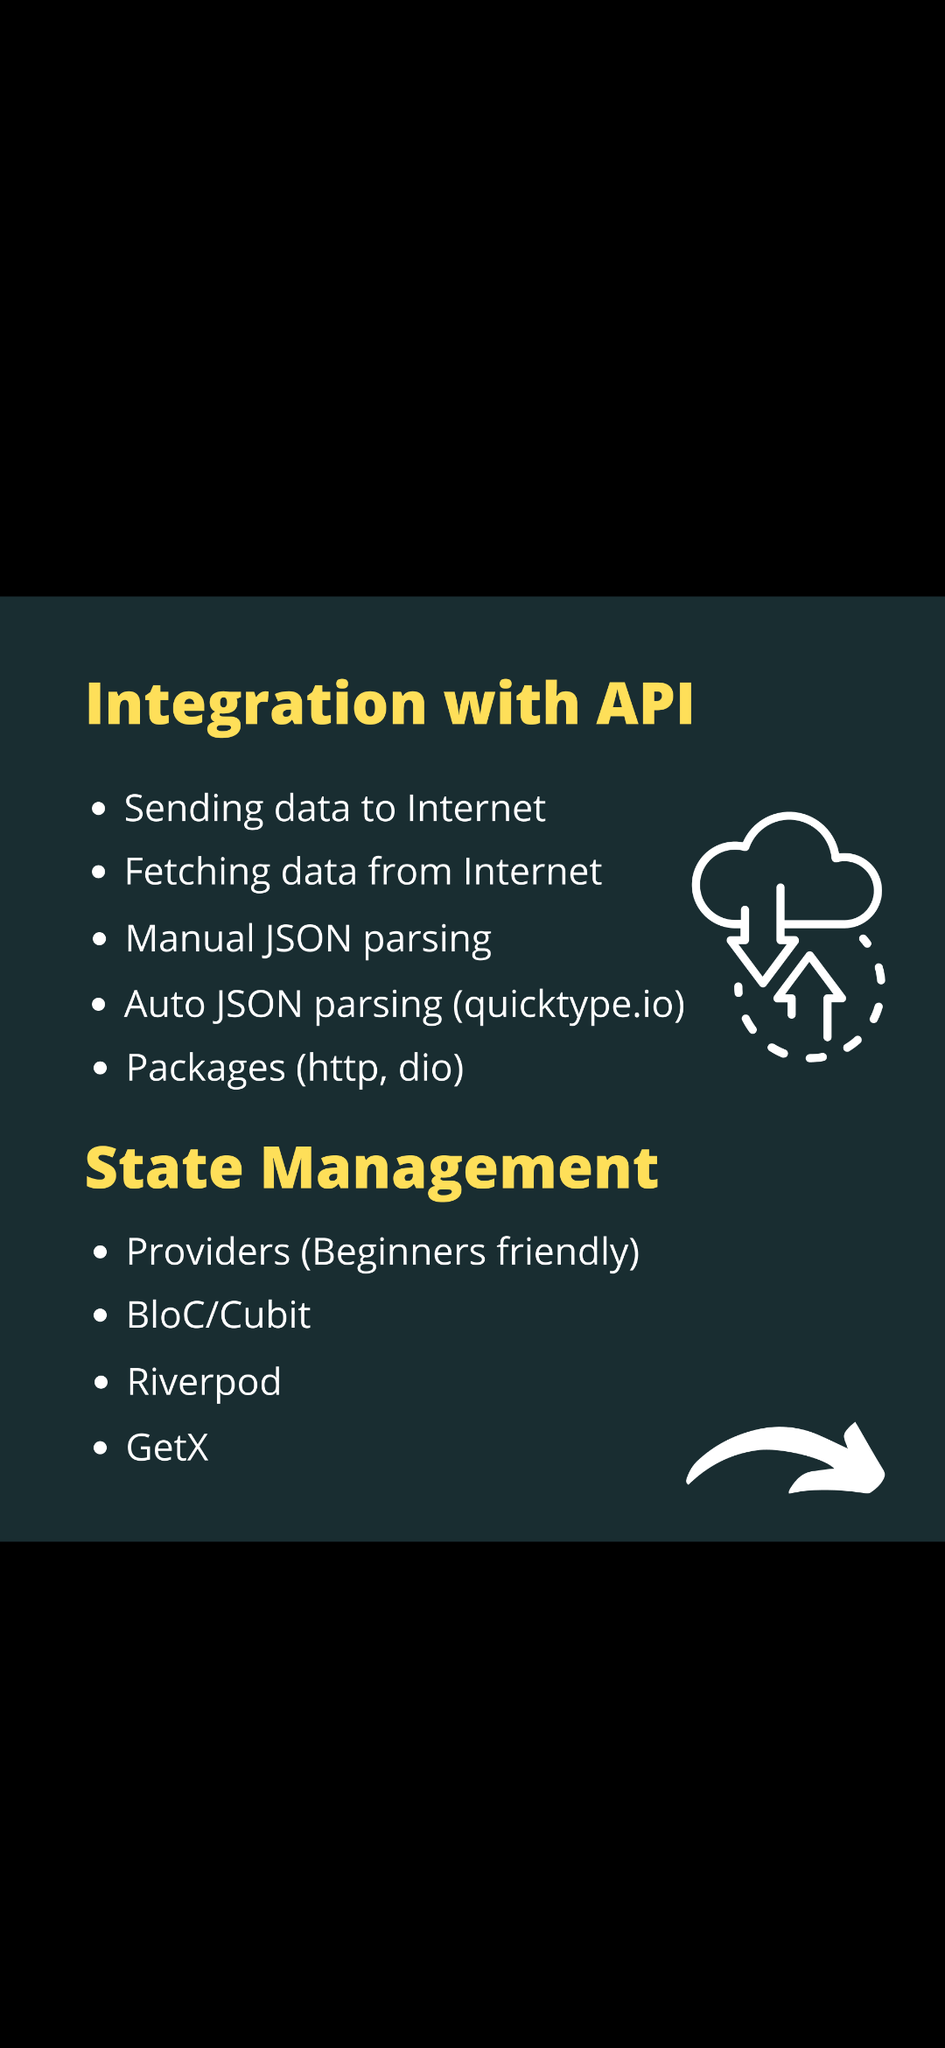 Integration with API
• Sending data to Internet
• Fetching data from Internet
• Manual JSON parsing
• Auto JSON parsing (quicktype.io)
• Packages (http, dio)
State Management
• Providers (Beginners friendly)
• BloC/Cubit
• Riverpod
• GetX